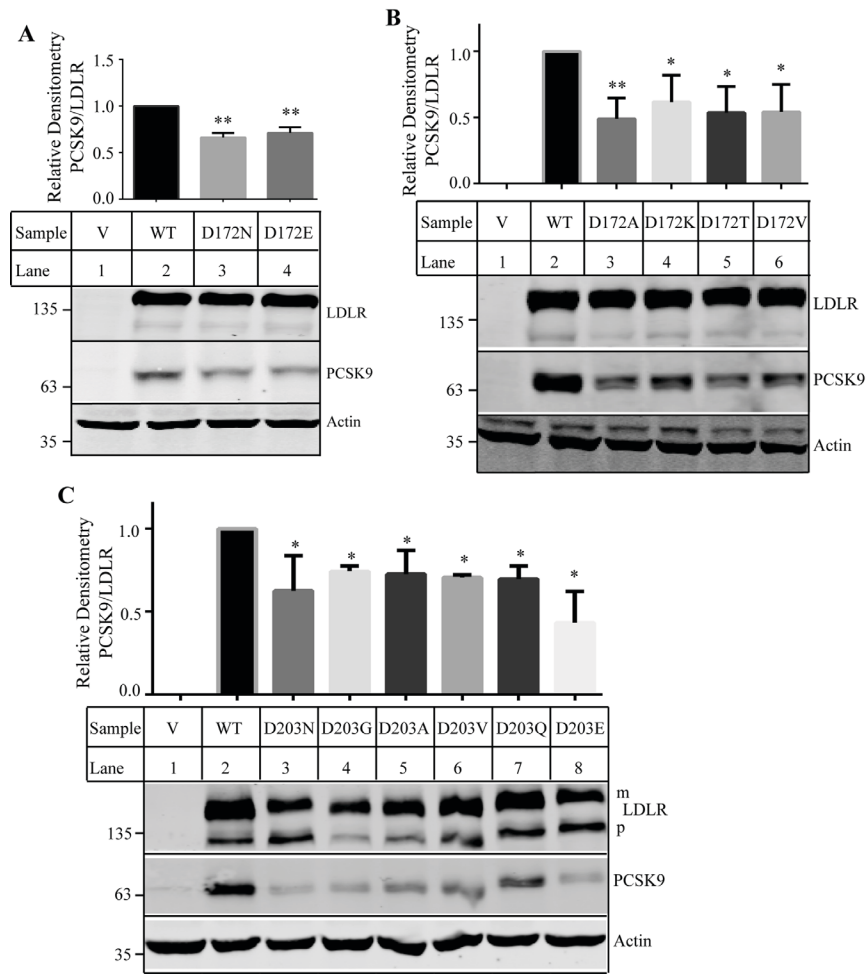 A
Relative Densitometry
PCSK9/LDLR
1.5
1.0
0.5
0.0
** **
Sample V WT D172N D172E
Lane 1 2 3 4
135
LDLR
63
PCSK9
35
Actin
B
Relative Densitometry
PCSK9/LDLR
1.0
0.5
0.0
** * * *
Sample V WT D172A D172K D172T D172V
Lane 1 2 3 4 5 6
LDLR
135
PCSK9
63
35
Actin
C
Relative Densitometry
PCSK9/LDLR
1.0
0.5
0.0
* * * * * *
Sample V WT D203N D203G D203A D203V D203Q D203E
Lane 1 2 3 4 5 6 7 8
m
LDLR
135
p
PCSK9
63
Actin
35